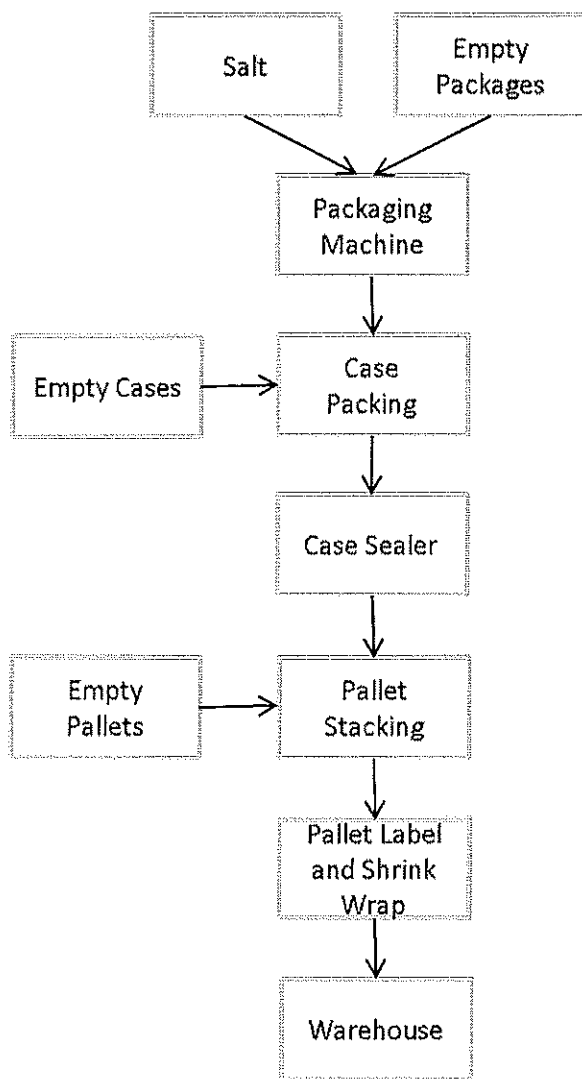 Salt
Empty
Packages
Packaging
Machine
Empty Cases
Case
Packing
Case Sealer
Empty
Pallets
Pallet
Stacking
Pallet Label
and Shrink
Wrap
Warehouse